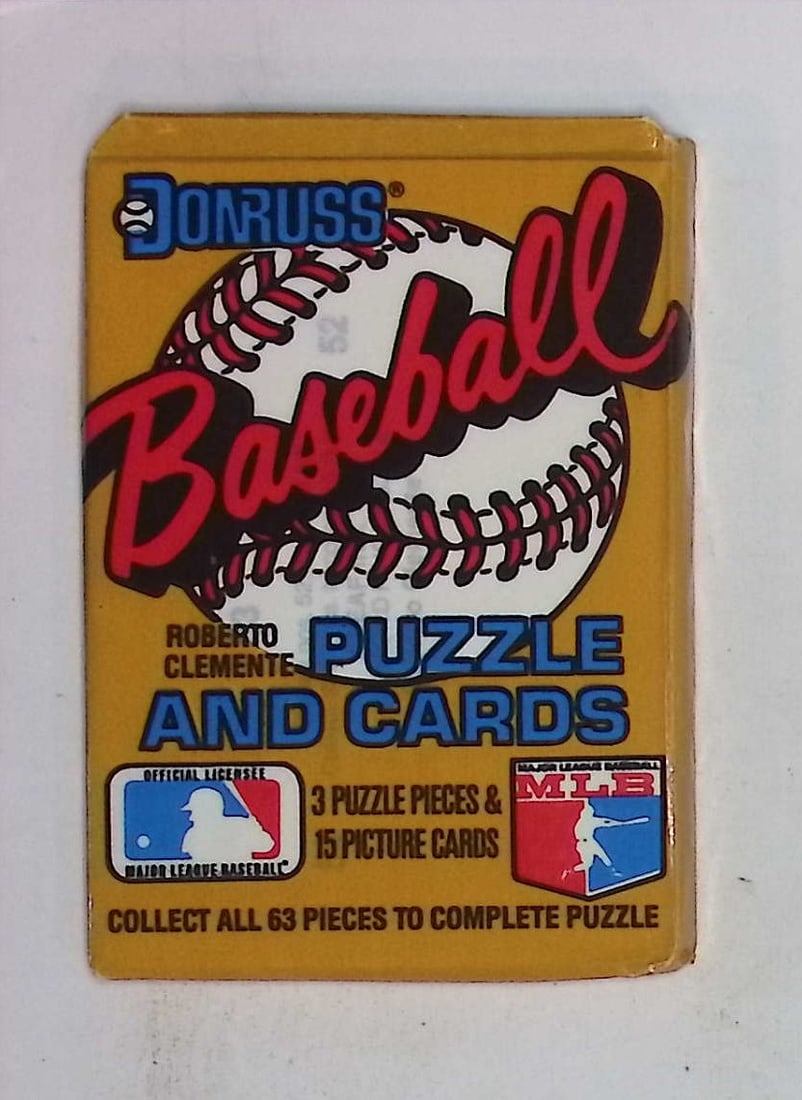 DONRUSS®
Baseball
52
ROBERTO
CLEMENTE
PUZZLE
AND CARDS
OFFICIAL LICENSEE
MAJOR LEAGUE BASEBALL
3 PUZZLE PIECES &
15 PICTURE CARDS
MAJOR LEAGUE BASEBALL
MLB
COLLECT ALL 63 PIECES TO COMPLETE PUZZLE